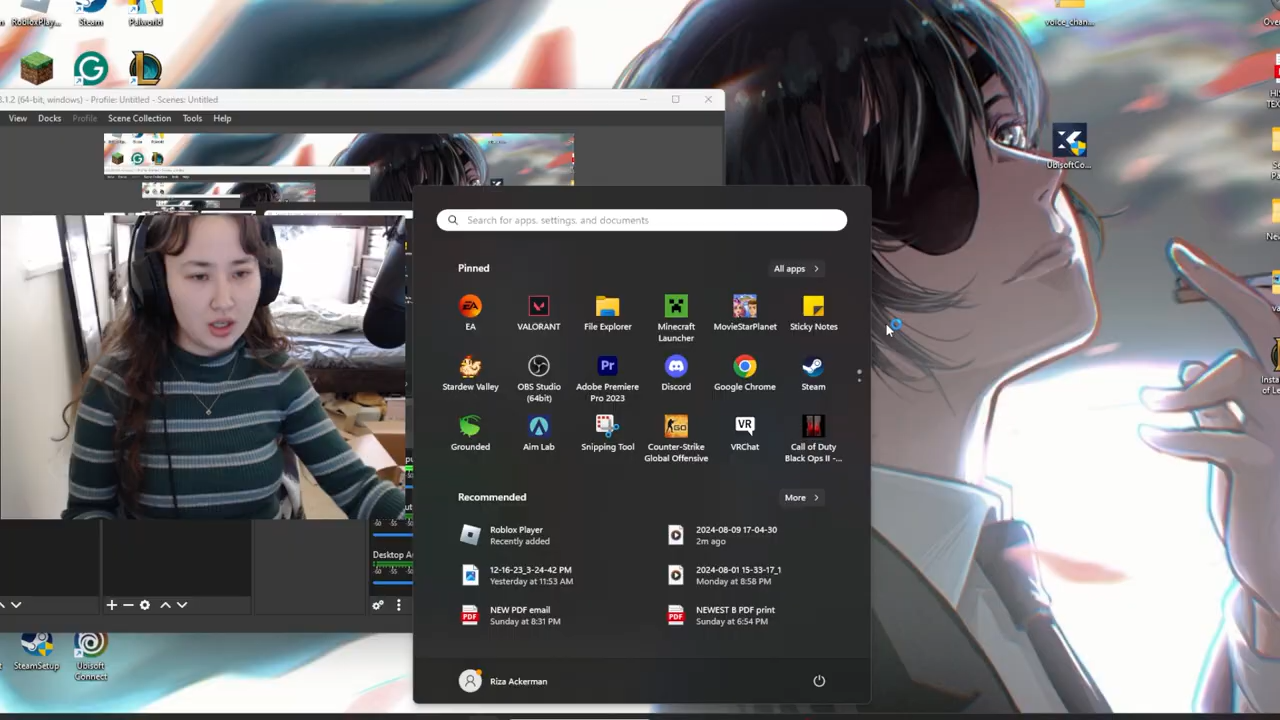 RobloxPlay...
Steam
Palworld
voice_chan...
3.1.2 (64-bit, windows) - Profile: Untitled - Scenes: Untitled
View Docks Profile Scene Collection Tools Help
UbisoftCo...
Search for apps, settings, and documents
Pinned
All apps
EA
VALORANT
File Explorer
Minecraft
Launcher
MovieStarPlanet
Sticky Notes
Stardew Valley
OBS Studio
(64bit)
Adobe Premiere
Pro 2023
Discord
Google Chrome
Steam
Grounded
Aim Lab
Snipping Tool
Counter-Strike
Global Offensive
VRChat
Call of Duty
Black Ops II -...
Recommended
More
Roblox Player
Recently added
2024-08-09 17-04-30
2m ago
12-16-23_3-24-42 PM
Yesterday at 11:53 AM
2024-08-01 15-33-17_1
Monday at 8:58 PM
NEW PDF email
Sunday at 8:31 PM
NEWEST B PDF print
Sunday at 6:54 PM
Desktop Au
SteamSetup
Ubisoft
Connect
Riza Ackerman